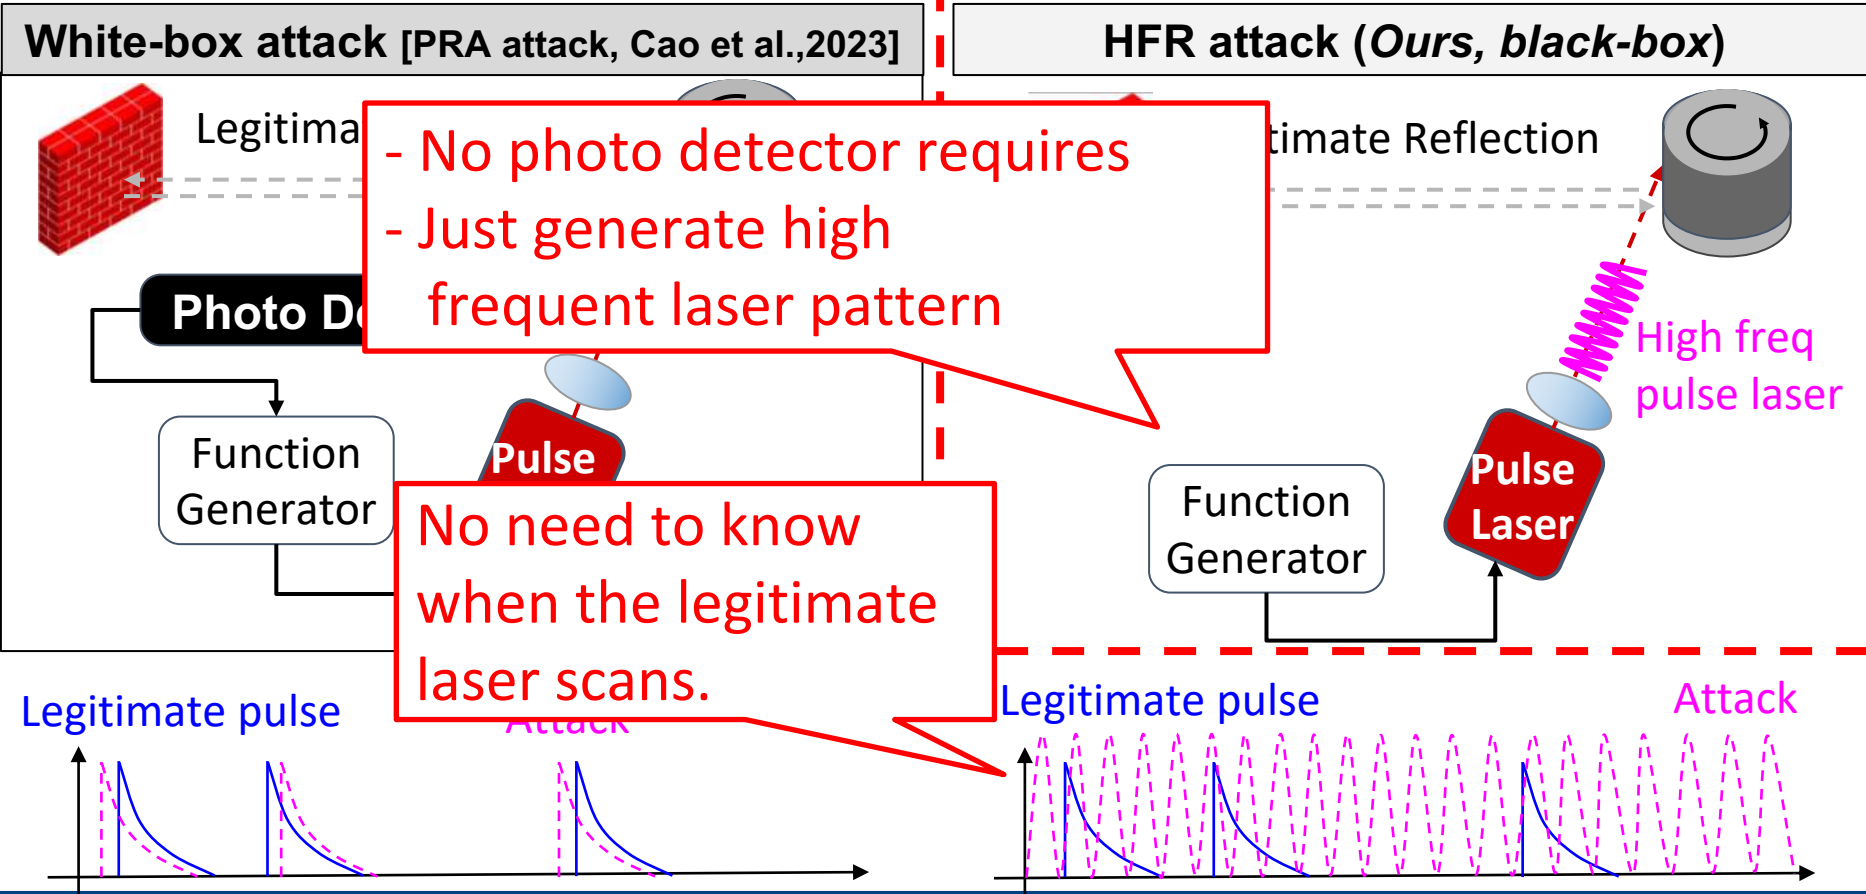 White-box attack [PRA attack, Cao et al.,2023]
HFR attack (Ours, black-box)
Legitima
timate Reflection
- No photo detector requires
- Just generate high
frequent laser pattern
Photo De
High freq
pulse laser
Function
Generator
Pulse
Function
Generator
Pulse
Laser
No need to know
when the legitimate
laser scans.
Legitimate pulse
Attack
Legitimate pulse
Attack